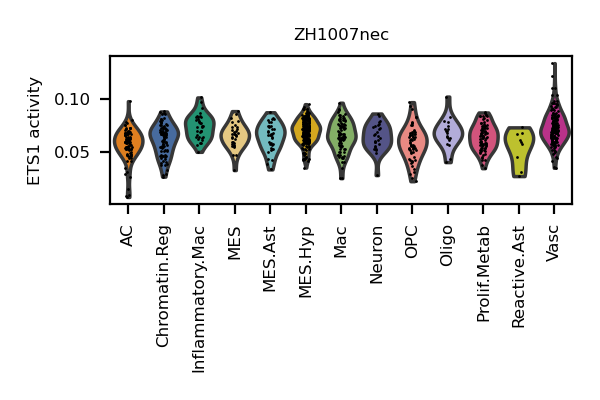 ZH1007nec
ETS1 activity
0.10
0.05
AC
Chromatin.Reg
Inflammatory.Mac
MES
MES.Ast
MES.Hyp
Mac
Neuron
OPC
Oligo
Prolif.Metab
Reactive.Ast
Vasc